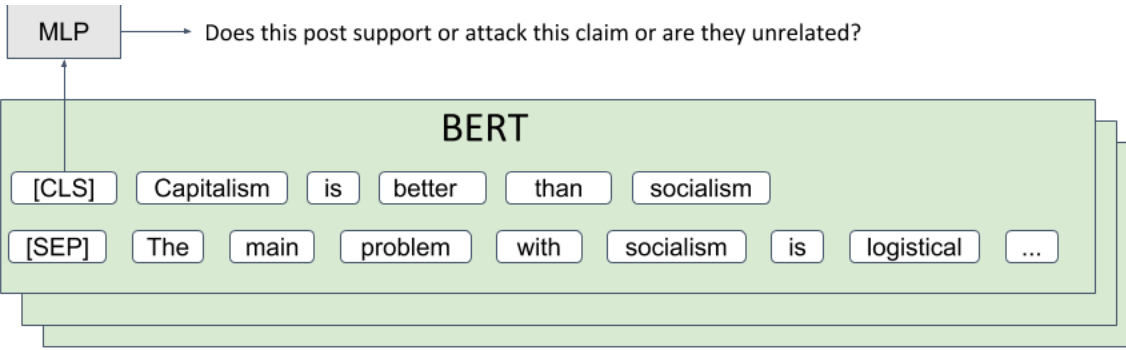 MLP Does this post support or attack this claim or are they unrelated?
BERT
[CLS] Capitalism is better than socialism
[SEP] The main problem with socialism is logistical ...